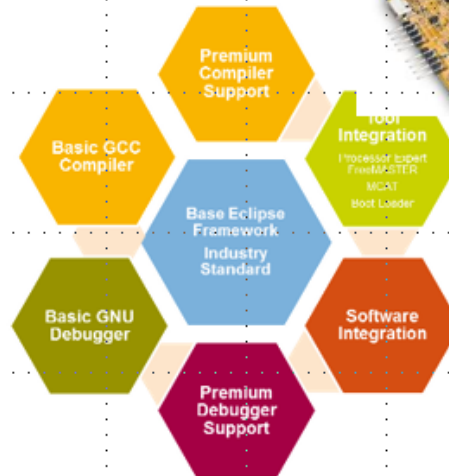 Premium
Compiler
Support
Basic GCC
Compiler
Tool
Integration
Processor Expert
FreeMASTER
MCAT
Boot Loader
Base Eclipse
Framework
Industry
Standard
Basic GNU
Debugger
Software
Integration
Premium
Debugger
Support